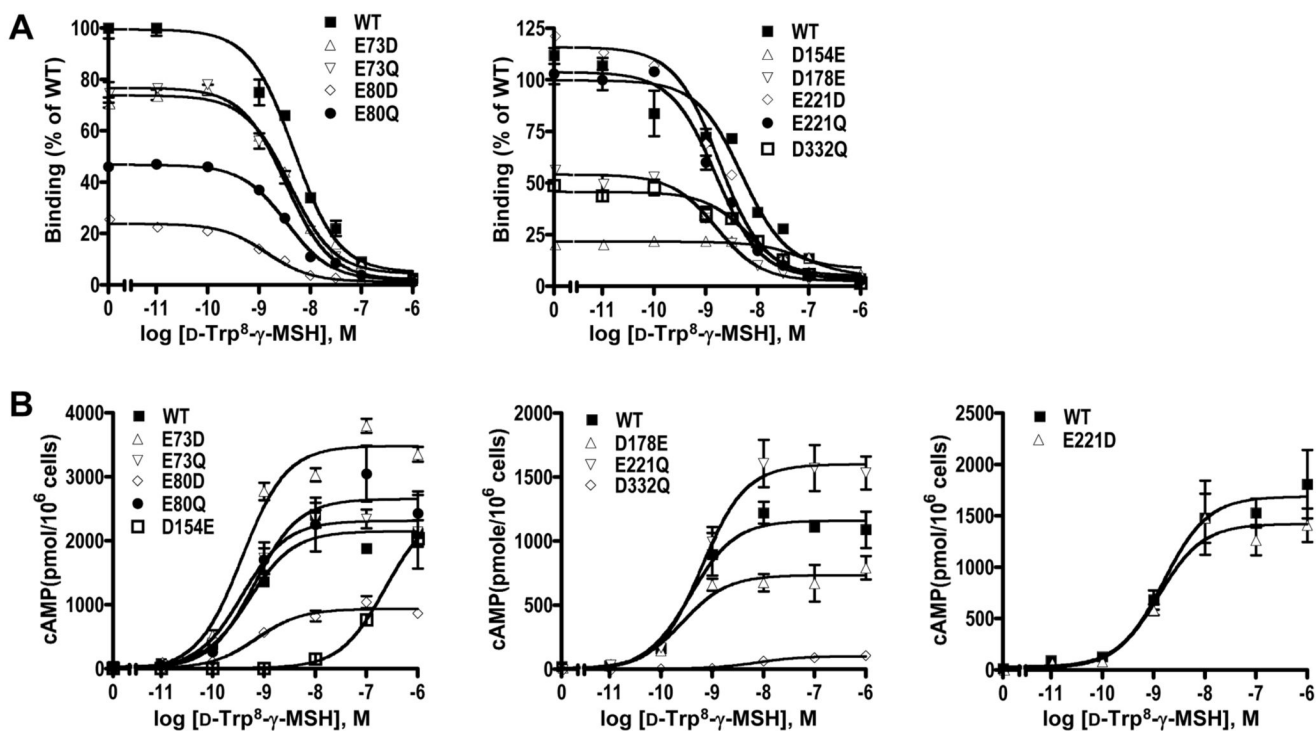 A
Binding (% of WT)
100
80
60
40
20
0
0 -11 -10 -9 -8 -7 -6
log [D-Trp⁸-γ-MSH], M
WT
E73D
E73Q
E80D
E80Q
Binding (% of WT)
125
100
75
50
25
0
0 -11 -10 -9 -8 -7 -6
log [D-Trp⁸-γ-MSH], M
WT
D154E
D178E
E221D
E221Q
D332Q
B
cAMP(pmol/10⁶ cells)
4000
3000
2000
1000
0
0 -11 -10 -9 -8 -7 -6
log [D-Trp⁸-γ-MSH], M
WT
E73D
E73Q
E80D
E80Q
D154E
cAMP(pmole/10⁶ cells)
2000
1500
1000
500
0
0 -11 -10 -9 -8 -7 -6
log [D-Trp⁸-γ-MSH], M
WT
D178E
E221Q
D332Q
cAMP(pmol/10⁶ cells)
2500
2000
1500
1000
500
0
0 -11 -10 -9 -8 -7 -6
log [D-Trp⁸-γ-MSH], M
WT
E221D